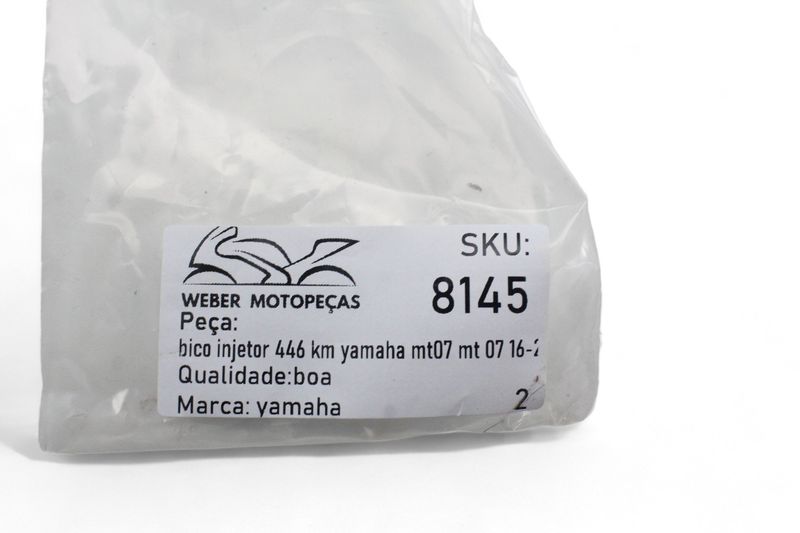 SKU:
8145
WEBER MOTOPEÇAS
Peça:
bico injetor 446 km yamaha mt07 mt 07 16-2
Qualidade:boa
Marca: yamaha 2